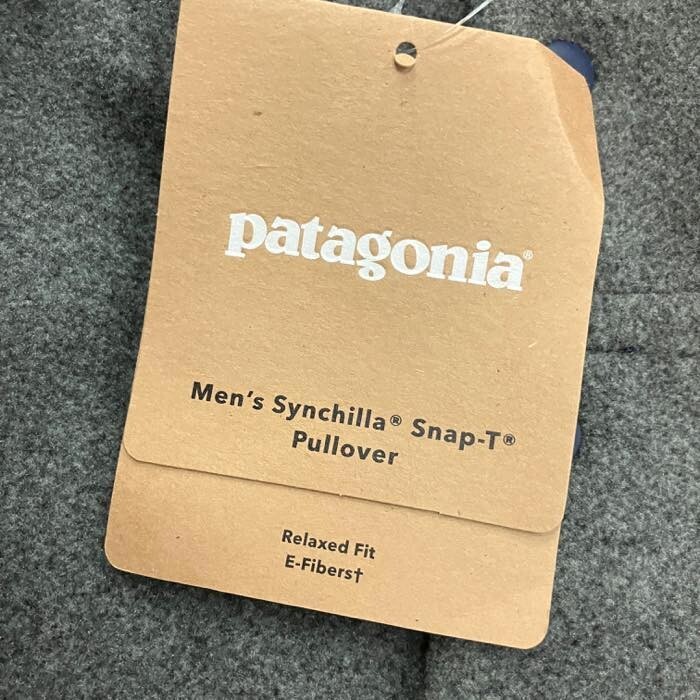 patagonia®
Men's Synchilla® Snap-T®
Pullover
Relaxed Fit
E-Fibers†